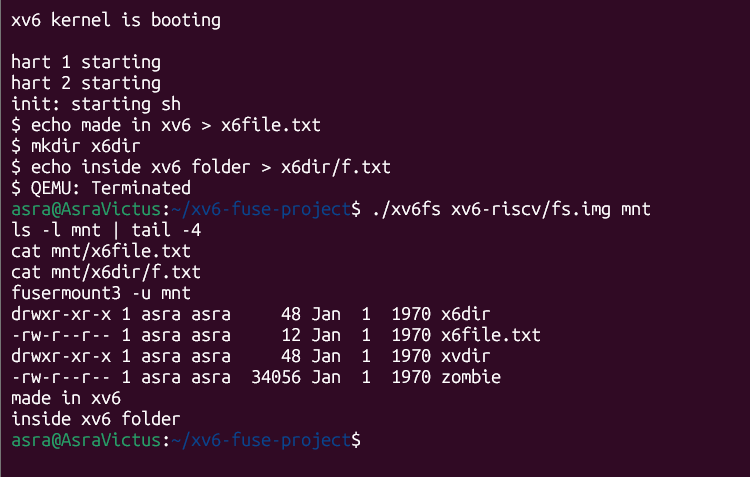 xv6 kernel is booting

hart 1 starting
hart 2 starting
init: starting sh
$ echo made in xv6 > x6file.txt
$ mkdir x6dir
$ echo inside xv6 folder > x6dir/f.txt
$ QEMU: Terminated
asra@AsraVictus:~/xv6-fuse-project$ ./xv6fs xv6-riscv/fs.img mnt
ls -l mnt | tail -4
cat mnt/x6file.txt
cat mnt/x6dir/f.txt
fusermount3 -u mnt
drwxr-xr-x 1 asra asra     48 Jan  1  1970 x6dir
-rw-r--r-- 1 asra asra     12 Jan  1  1970 x6file.txt
drwxr-xr-x 1 asra asra     48 Jan  1  1970 xvdir
-rw-r--r-- 1 asra asra  34056 Jan  1  1970 zombie
made in xv6
inside xv6 folder
asra@AsraVictus:~/xv6-fuse-project$